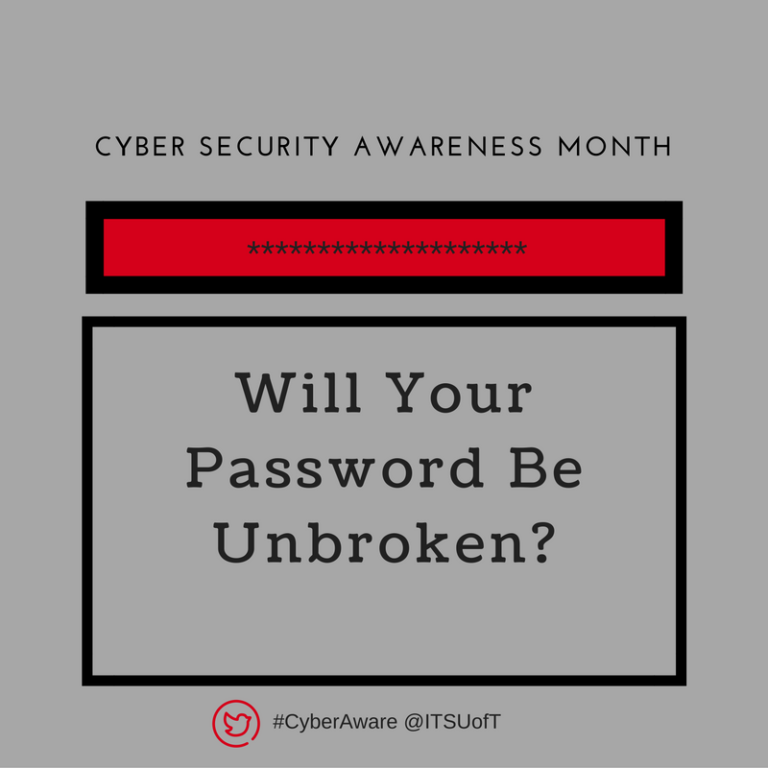 CYBER SECURITY AWARENESS MONTH
********************
Will Your
Password Be
Unbroken?
#CyberAware @ITSUofT